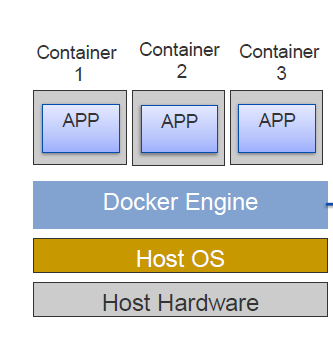 Container
1
Container
2
Container
3
APP
APP
APP
Docker Engine
Host OS
Host Hardware